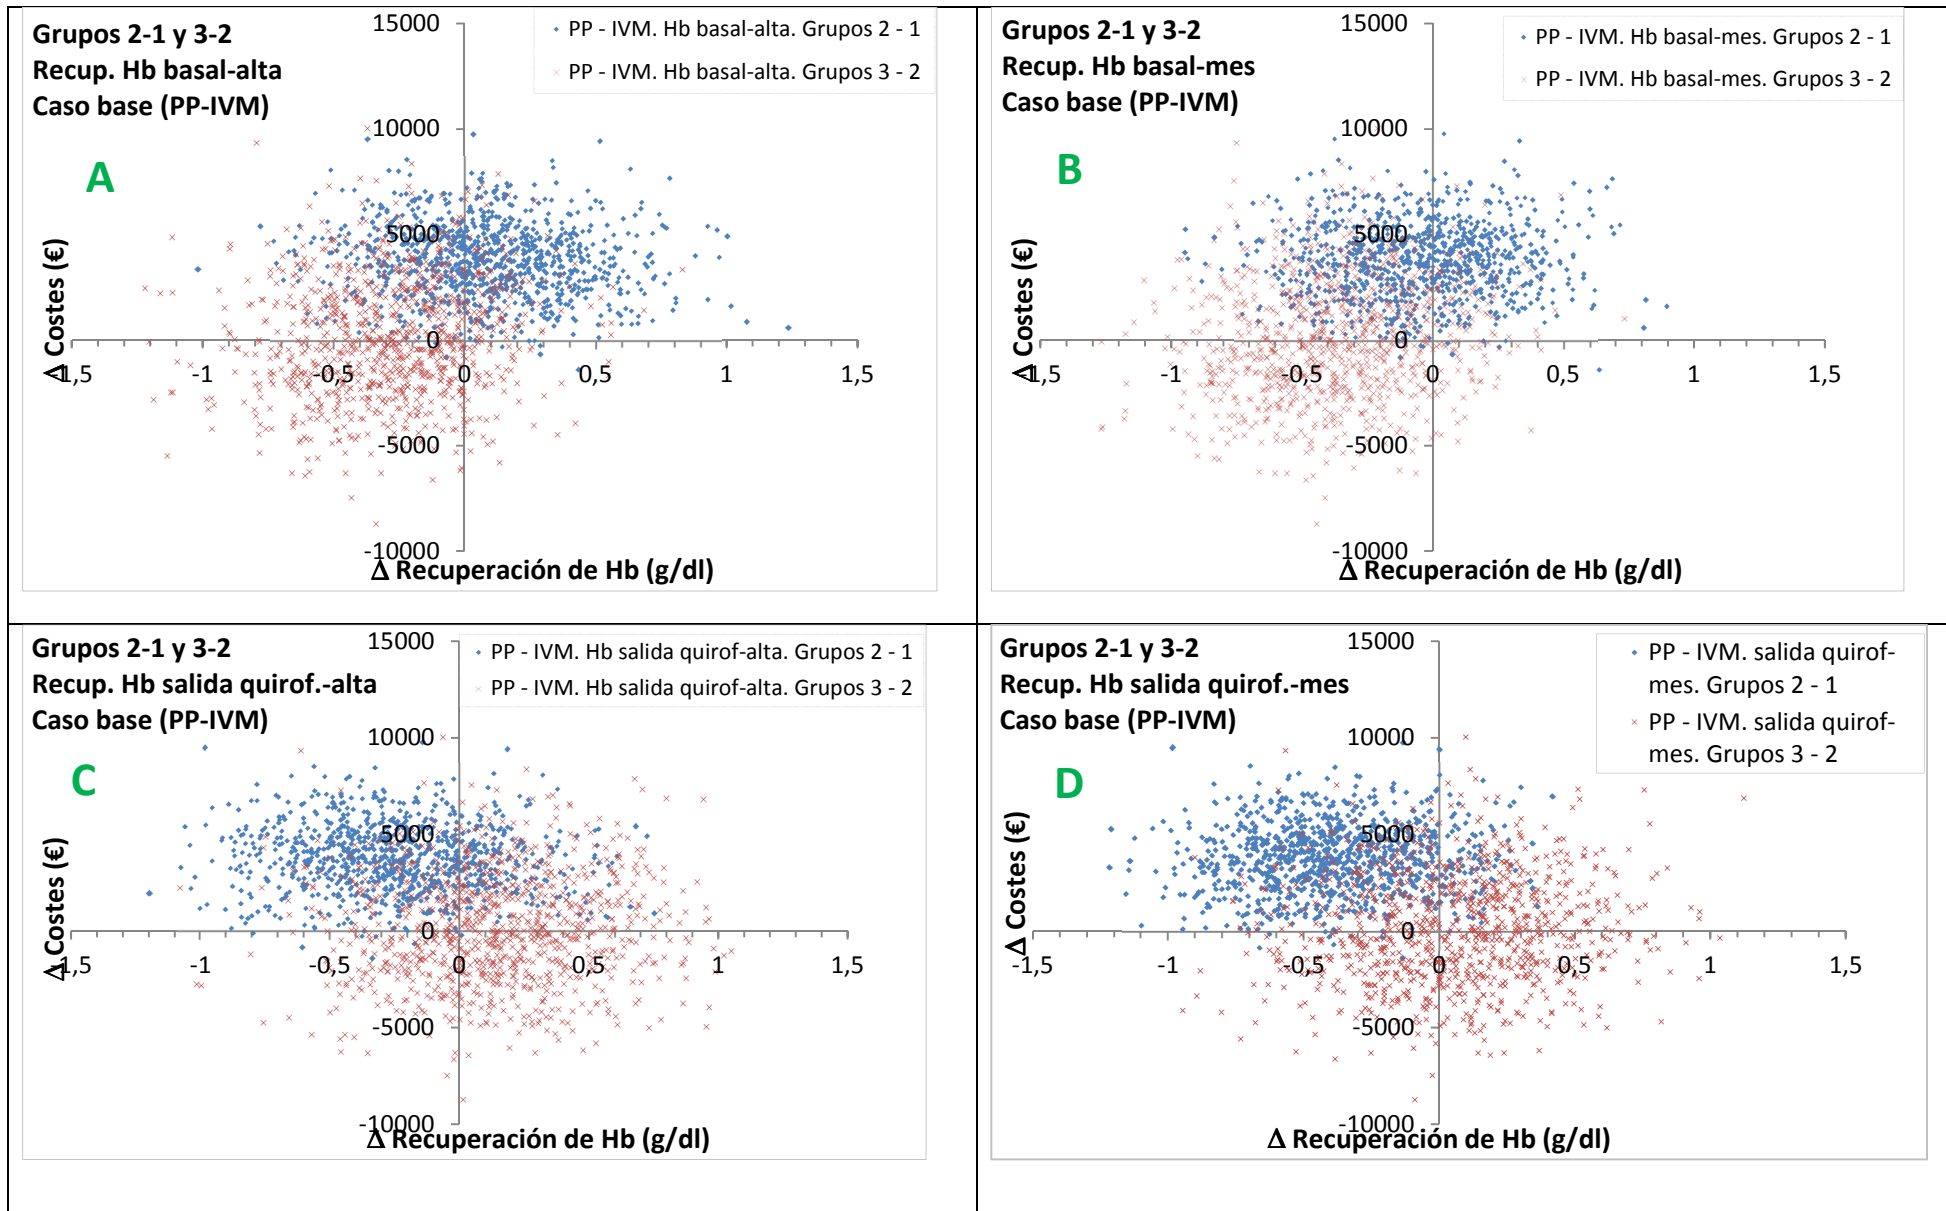 Grupos 2-1 y 3-2
Recup. Hb basal-alta
Caso base (PP-IVM)
A
PP - IVM. Hb basal-alta. Grupos 2 - 1
PP - IVM. Hb basal-alta. Grupos 3 - 2
15000
10000
5000
0
-5000
-10000
-1,5
-1
-0,5
0
0,5
1
1,5
Δ Costes (€)
Δ Recuperación de Hb (g/dl)
Grupos 2-1 y 3-2
Recup. Hb basal-mes
Caso base (PP-IVM)
B
PP - IVM. Hb basal-mes. Grupos 2 - 1
PP - IVM. Hb basal-mes. Grupos 3 - 2
15000
10000
5000
0
-5000
-10000
-1,5
-1
-0,5
0
0,5
1
1,5
Δ Costes (€)
Δ Recuperación de Hb (g/dl)
Grupos 2-1 y 3-2
Recup. Hb salida quirof.-alta
Caso base (PP-IVM)
C
PP - IVM. Hb salida quirof-alta. Grupos 2 - 1
PP - IVM. Hb salida quirof-alta. Grupos 3 - 2
15000
10000
5000
0
-5000
-10000
-1,5
-1
-0,5
0
0,5
1
1,5
Δ Costes (€)
Δ Recuperación de Hb (g/dl)
Grupos 2-1 y 3-2
Recup. Hb salida quirof.-mes
Caso base (PP-IVM)
D
PP - IVM. salida quirof-
mes. Grupos 2 - 1
PP - IVM. salida quirof-
mes. Grupos 3 - 2
15000
10000
5000
0
-5000
-10000
-1,5
-1
-0,5
0
0,5
1
1,5
Δ Costes (€)
Δ Recuperación de Hb (g/dl)